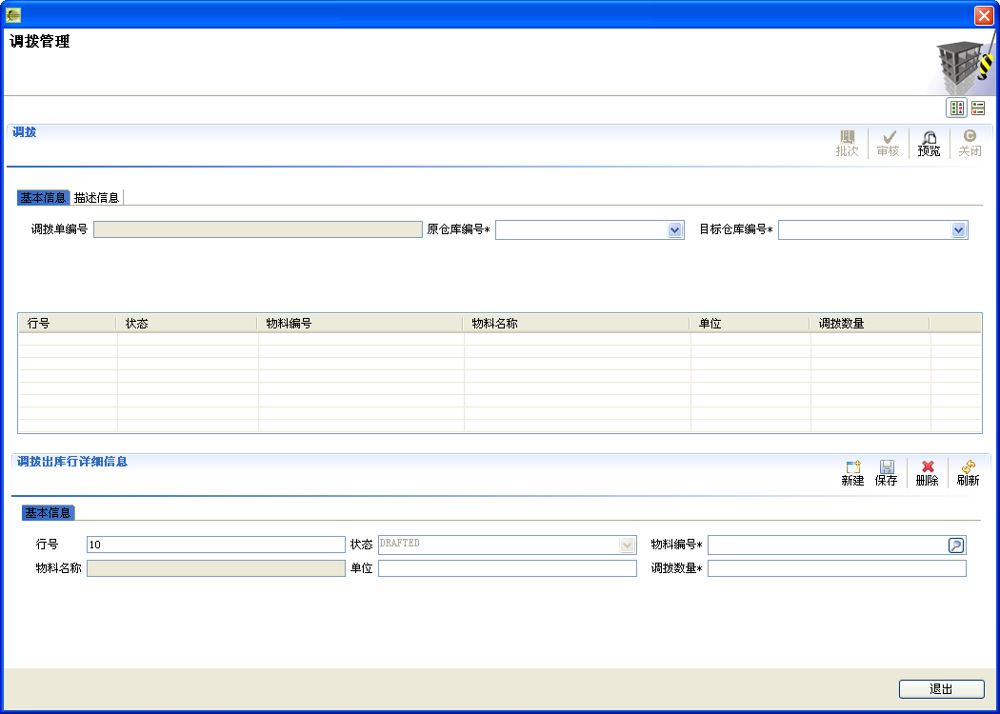 调拨管理
调拨
批次 审核 预览 关闭
基本信息 描述信息
调拨单编号 原仓库编号* 目标仓库编号*
行号 状态 物料编号 物料名称 单位 调拨数量
调拨出库行详细信息
新建 保存 删除 刷新
基本信息
行号 10 状态 DRAFTED 物料编号*
物料名称 单位 调拨数量*
退出